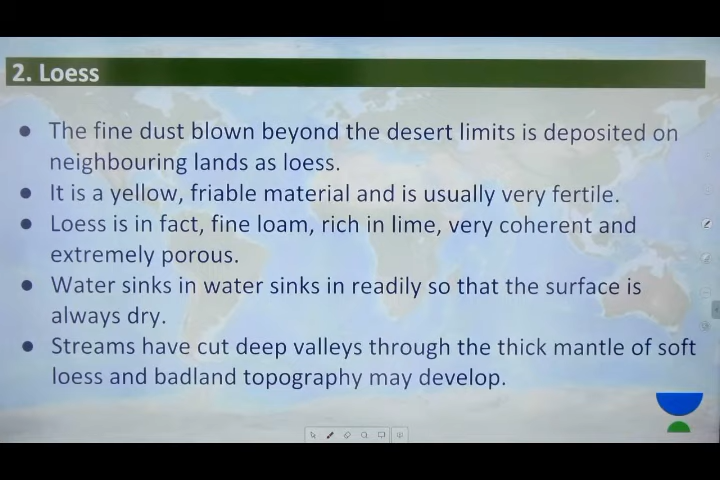 2. Loess
● The fine dust blown beyond the desert limits is deposited on
neighbouring lands as loess.
● It is a yellow, friable material and is usually very fertile.
● Loess is in fact, fine loam, rich in lime, very coherent and
extremely porous.
● Water sinks in water sinks in readily so that the surface is
always dry.
● Streams have cut deep valleys through the thick mantle of soft
loess and badland topography may develop.